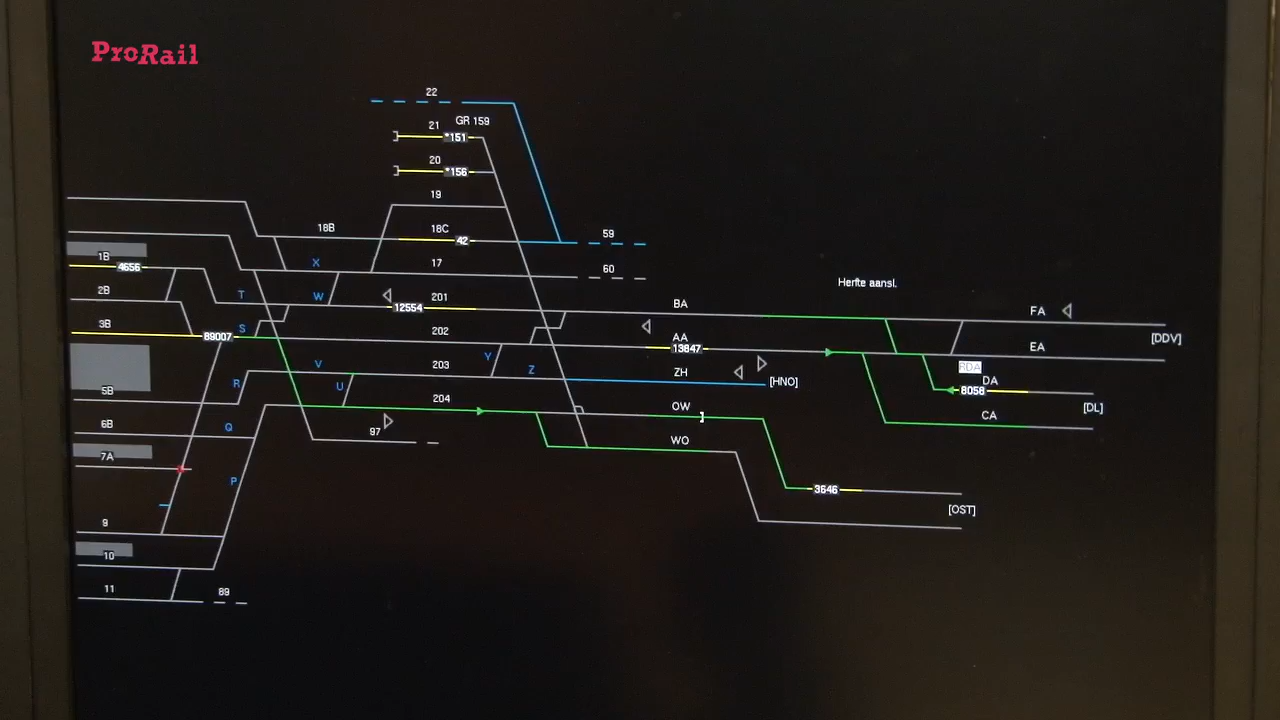 ProRail
22
21 GR 159
*151
20
*156
19
18B
18C
42
59
X
17
60
1B
4656
2B
T
W
201
12554
BA
Herfte aansl.
FA
3B
S
89007
202
AA
13847
EA
[DDV]
V
203
Y
Z
ZH
[HNO]
RDA
DA
8058
[DL]
5B
R
U
204
OW
CA
6B
Q
97
WO
7A
P
3646
[OST]
9
10
11
89